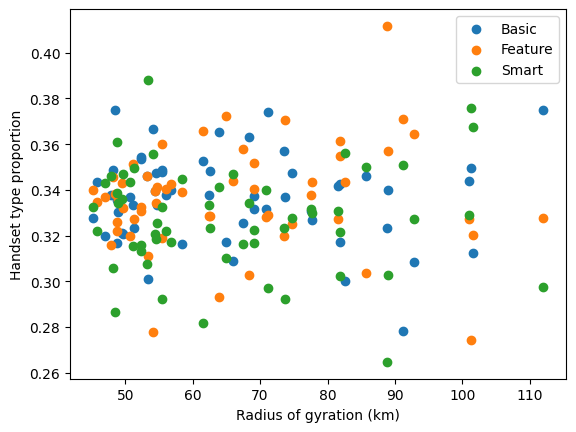 Basic
Feature
Smart
Handset type proportion
0.40
0.38
0.36
0.34
0.32
0.30
0.28
0.26
50 60 70 80 90 100 110
Radius of gyration (km)